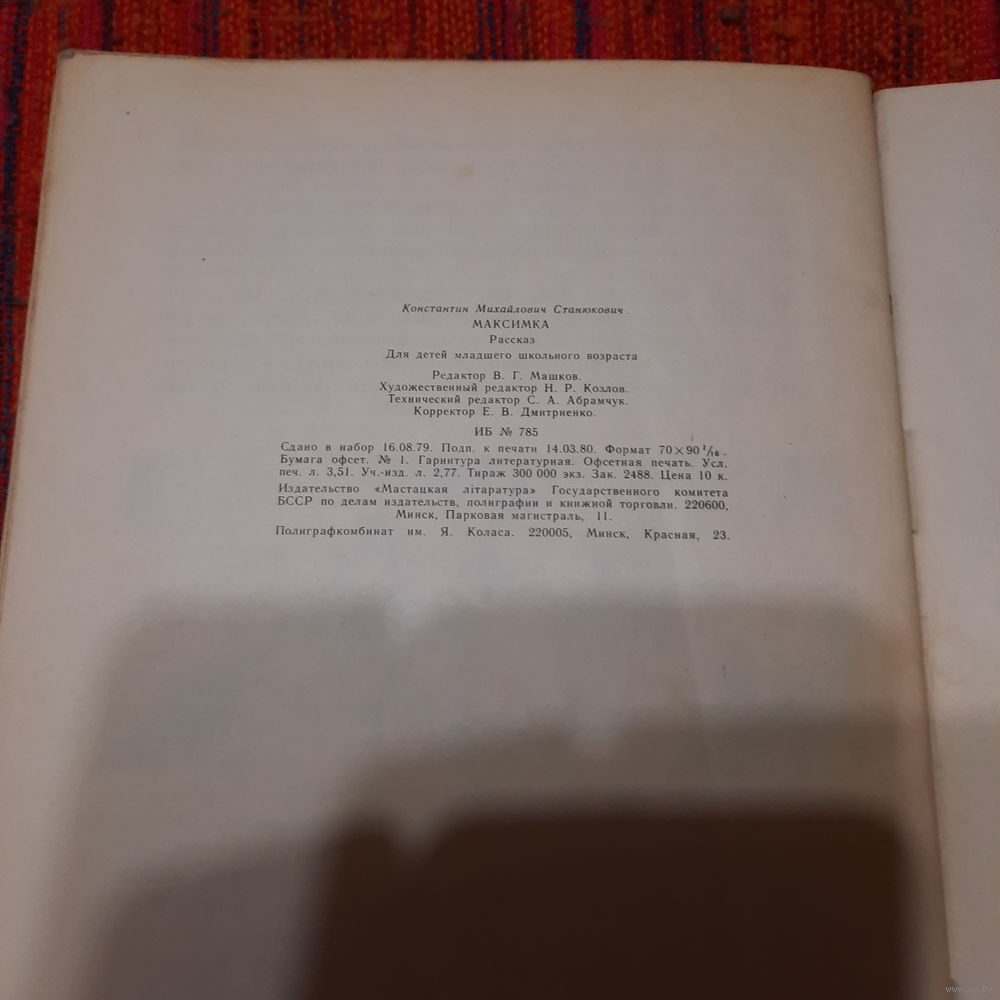 Константин Михайлович Станюкович
МАКСИМКА
Рассказ
Для детей младшего школьного возраста
Редактор В. Г. Машков.
Художественный редактор Н. Р. Козлов.
Технический редактор С. А. Абрамчук.
Корректор Е. В. Дмитриенко.
ИБ № 785
Сдано в набор 16.08.79. Подп. к печати 14.03.80. Формат 70×90 1/16.
Бумага офсет. № 1. Гарнитура литературная. Офсетная печать. Усл.
печ. л. 3,51. Уч.-изд. л. 2,77. Тираж 300 000 экз. Зак. 2488. Цена 10 к.
Издательство «Мастацкая літаратура» Государственного комитета
БССР по делам издательств, полиграфии и книжной торговли. 220600,
Минск, Парковая магистраль, 11.
Полиграфкомбинат им. Я. Коласа. 220005, Минск, Красная, 23.
www.ay.by